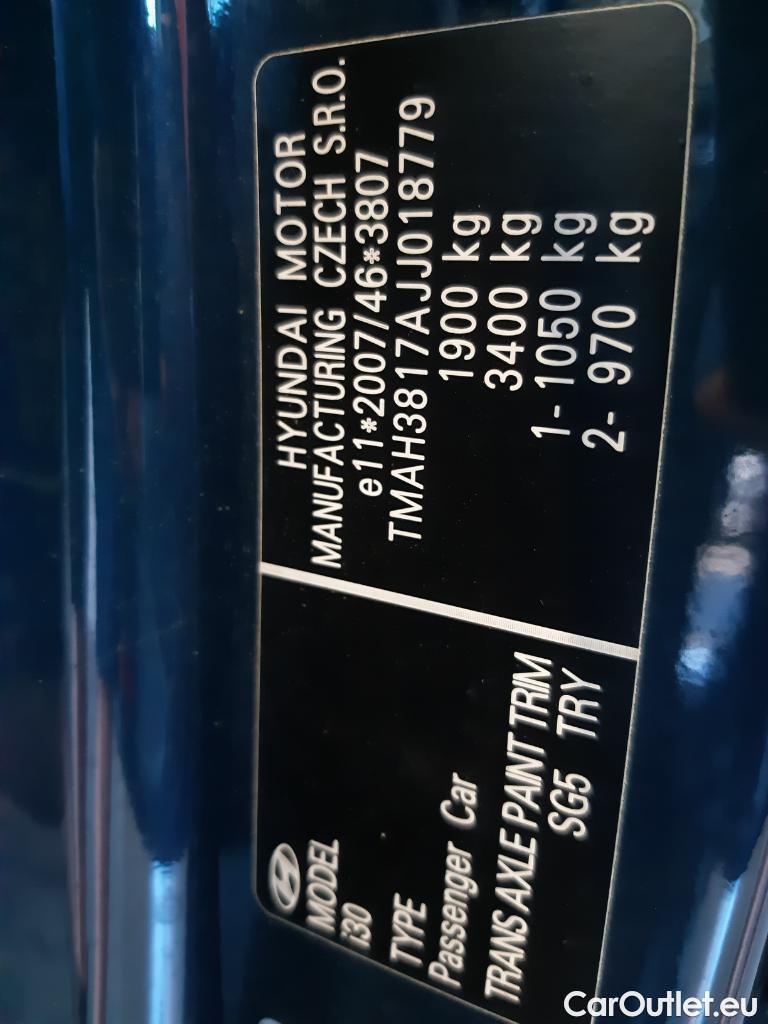 HYUNDAI MOTOR
MANUFACTURING CZECH S.R.O.
e11*2007/46*3807
TMAH3817AJJ018779
1900 kg
3400 kg
1- 1050 kg
2- 970 kg
MODEL
i30
TYPE
Passenger Car
TRANS AXLE PAINT TRIM
SG5 TRY
CarOutlet.eu